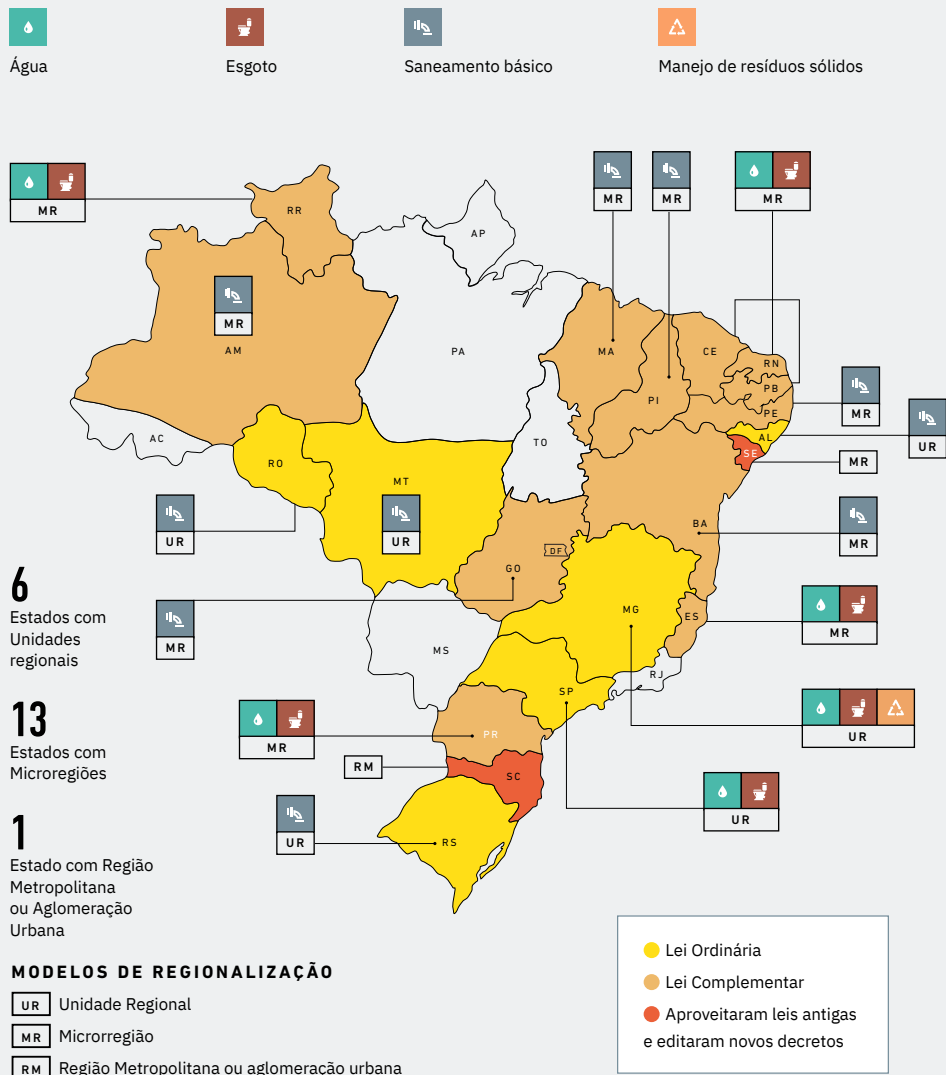 Água
Esgoto
Saneamento básico
Manejo de resíduos sólidos
MR
MR
MR
MR
RR
AP
MR
AM
PA
MA
CE
RN
PI
PB
PE
MR
AC
TO
AL
SE
UR
RO
MT
MR
UR
UR
BA
MR
DF
GO
6
Estados com
Unidades
regionais
MR
MG
ES
MR
MS
RJ
SP
13
Estados com
Microregiões
PR
MR
UR
RM
SC
UR
1
Estado com Região
Metropolitana
ou Aglomeração
Urbana
UR
RS
MODELOS DE REGIONALIZAÇÃO
UR Unidade Regional
MR Microrregião
RM Região Metropolitana ou aglomeração urbana
Lei Ordinária
Lei Complementar
Aproveitaram leis antigas
e editaram novos decretos